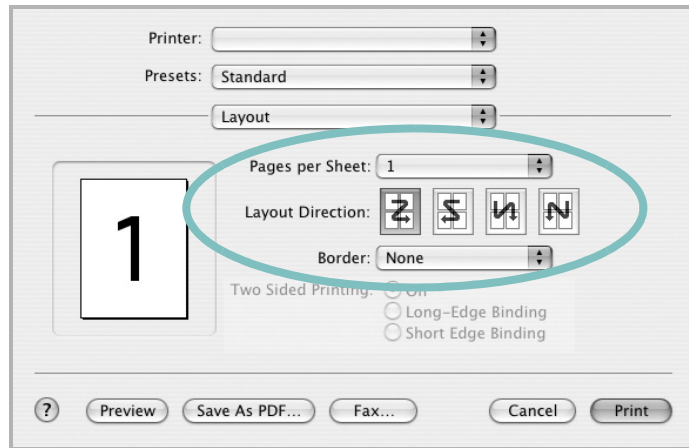 Printer:
Presets: Standard
Layout
Pages per Sheet: 1
1
Layout Direction:
Border: None
Two Sided Printing: Off
Long-Edge Binding
Short Edge Binding
? Preview Save As PDF... Fax... Cancel Print